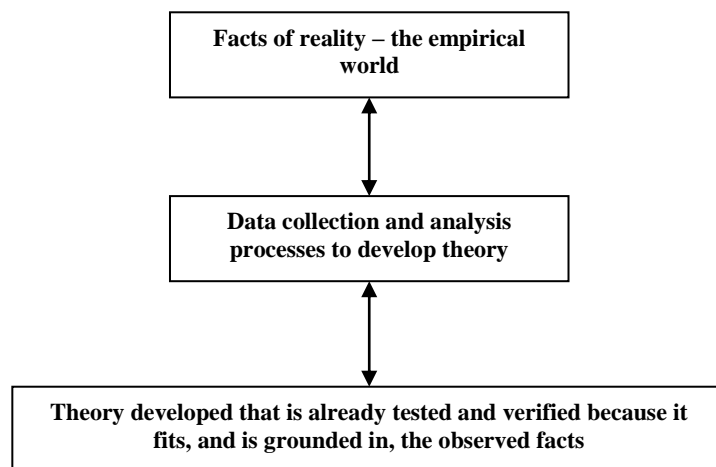 Facts of reality – the empirical
world
Data collection and analysis
processes to develop theory
Theory developed that is already tested and verified because it
fits, and is grounded in, the observed facts